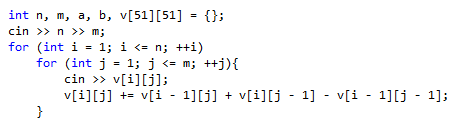 int n, m, a, b, v[51][51] = {};
cin >> n >> m;
for (int i = 1; i <= n; ++i)
    for (int j = 1; j <= m; ++j){
        cin >> v[i][j];
        v[i][j] += v[i - 1][j] + v[i][j - 1] - v[i - 1][j - 1];
    }